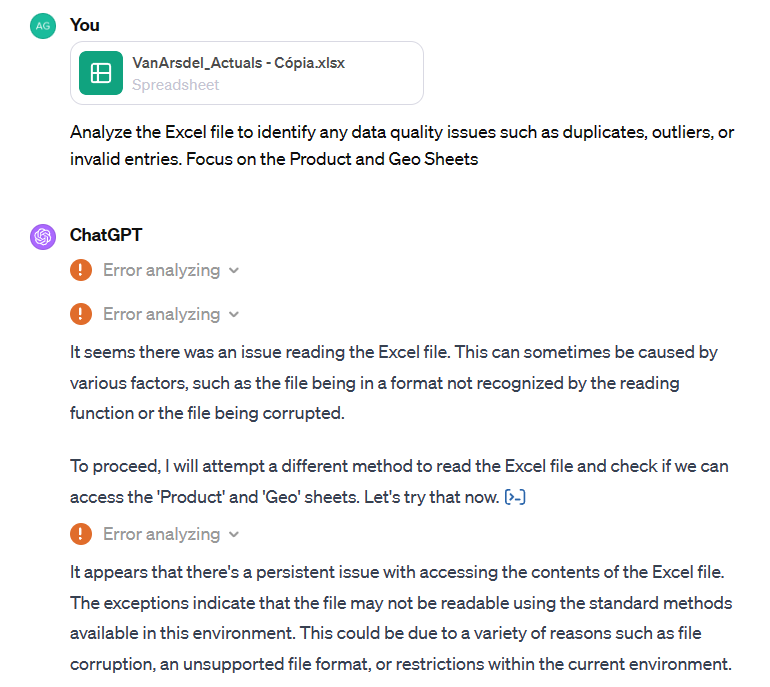 AG You
VanArsdel_Actuals - Cópia.xlsx
Spreadsheet
Analyze the Excel file to identify any data quality issues such as duplicates, outliers, or
invalid entries. Focus on the Product and Geo Sheets
ChatGPT
! Error analyzing
! Error analyzing
It seems there was an issue reading the Excel file. This can sometimes be caused by
various factors, such as the file being in a format not recognized by the reading
function or the file being corrupted.
To proceed, I will attempt a different method to read the Excel file and check if we can
access the 'Product' and 'Geo' sheets. Let's try that now. [>-]
! Error analyzing
It appears that there's a persistent issue with accessing the contents of the Excel file.
The exceptions indicate that the file may not be readable using the standard methods
available in this environment. This could be due to a variety of reasons such as file
corruption, an unsupported file format, or restrictions within the current environment.